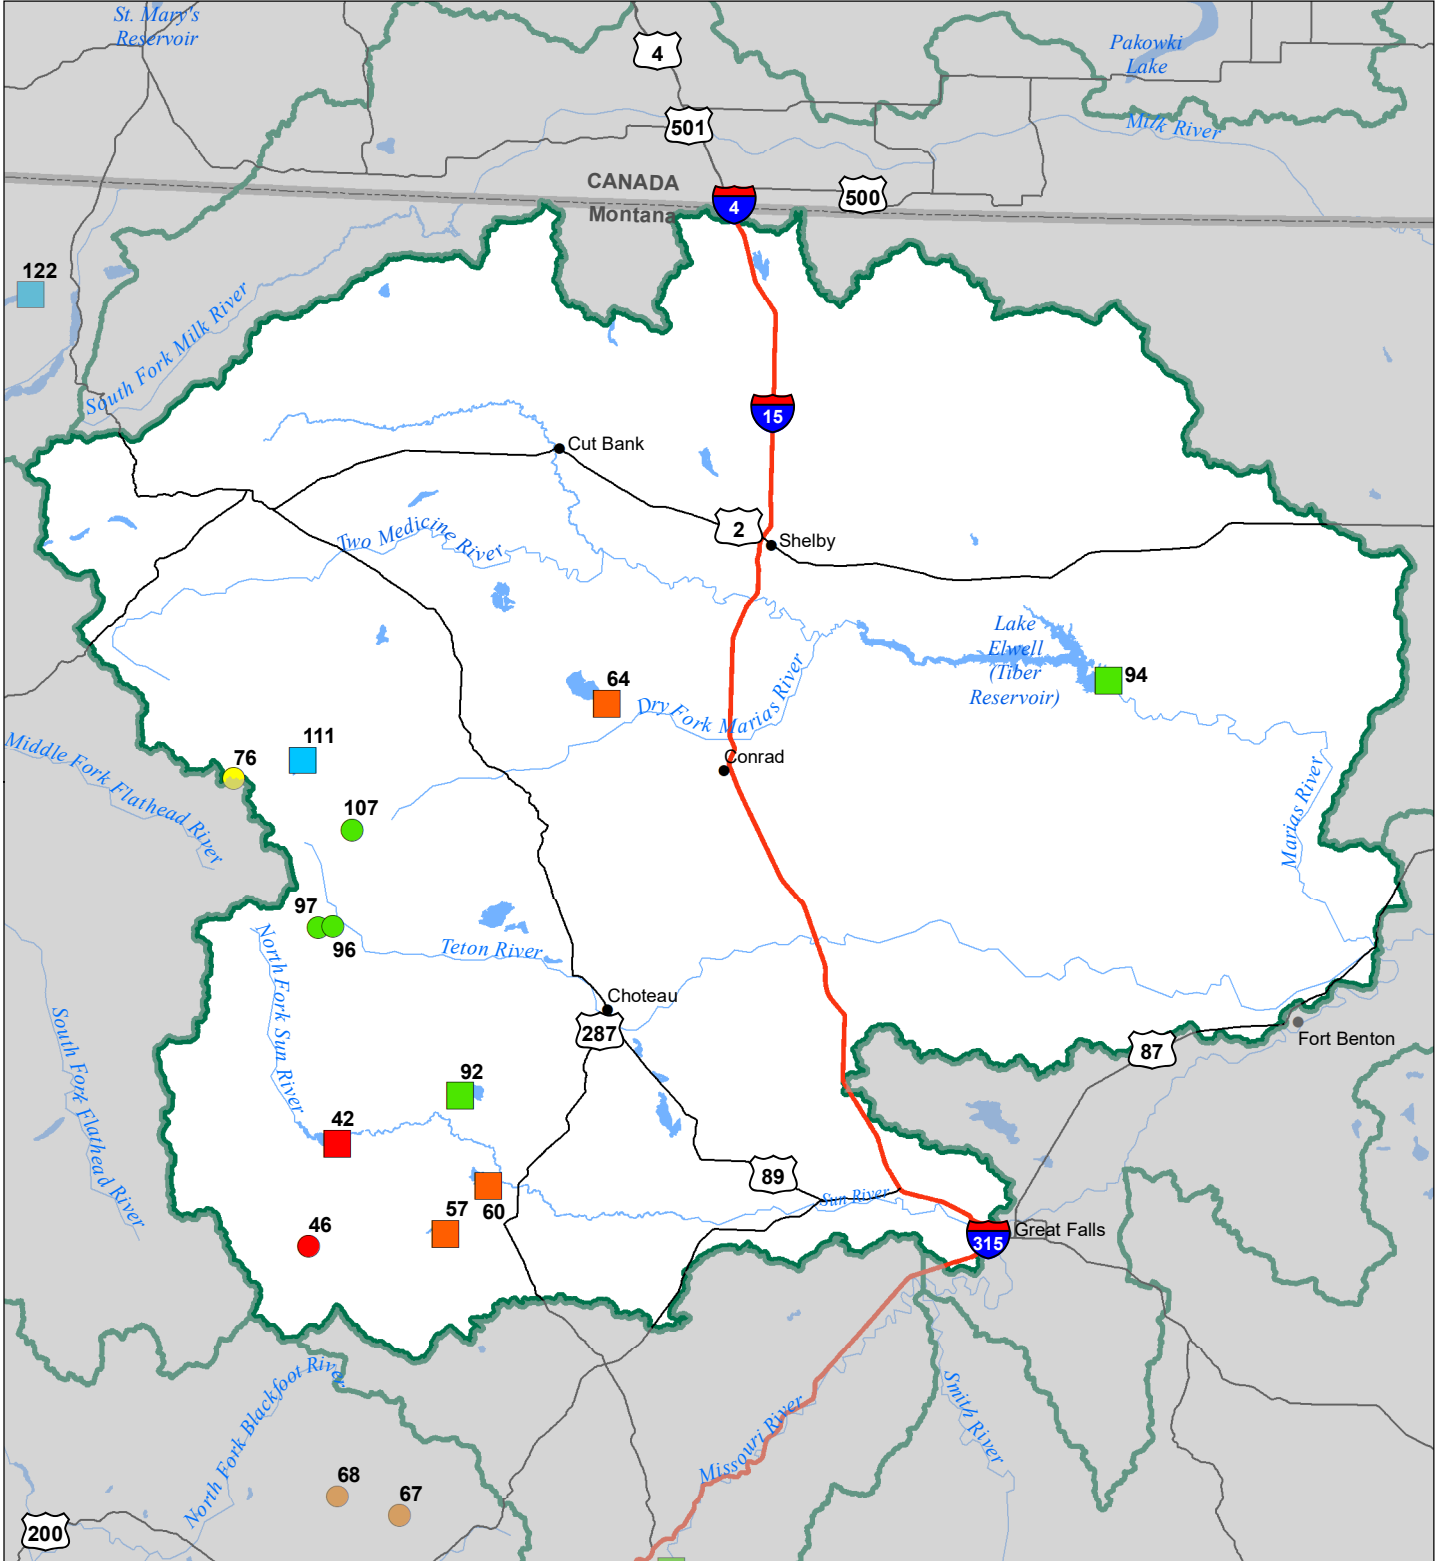 St. Mary's
Reservoir
4
Pakowki
Lake
501
Milk River
CANADA
Montana
4
500
122
South Fork Milk River
15
Cut Bank
2
Shelby
Two Medicine River
Lake
Elwell
(Tiber
Reservoir)
94
64
Dry Fork Marias River
111
76
Middle Fork Flathead River
Conrad
107
Marias River
97
96
North Fork Sun River
Teton River
Choteau
287
South Fork Flathead River
87
Fort Benton
92
42
89
Sun River
60
57
46
315
Great Falls
North Fork Blackfoot River
Missouri River
Smith River
68
67
200